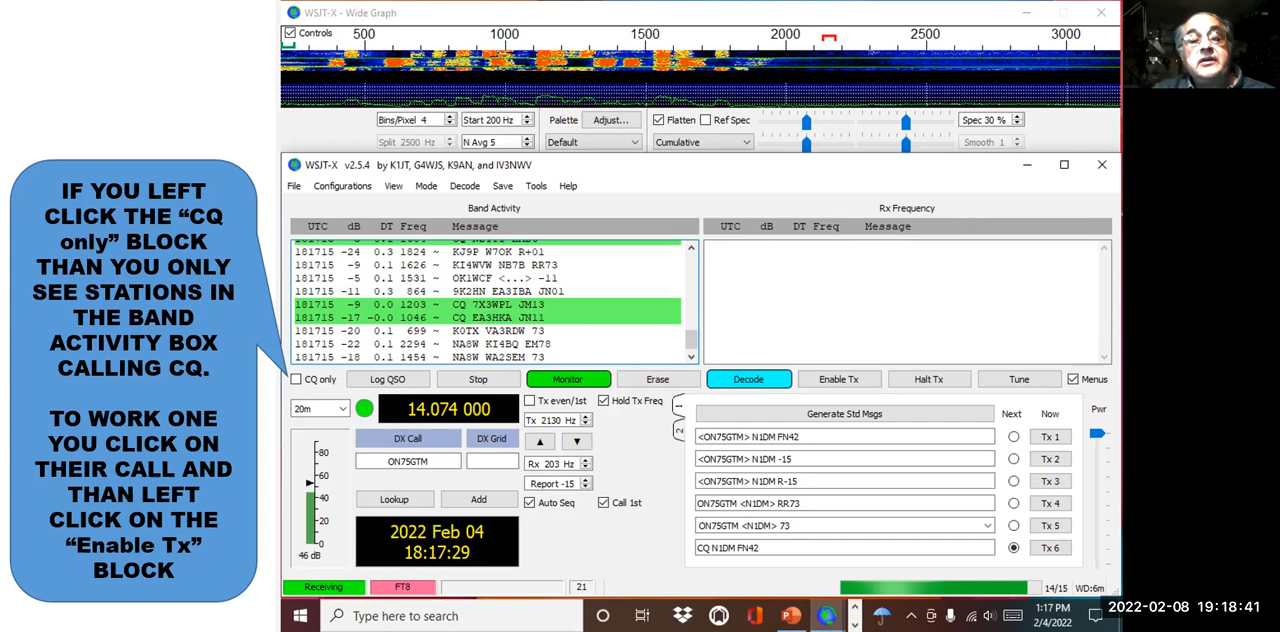 WSJT-X - Wide Graph
Controls
500 1000 1500 2000 2500 3000
Bins/Pixel 4 Start 200 Hz Palette Adjust... Flatten Ref Spec Spec 30 %
Split 2500 Hz N Avg 5 Default Cumulative Smooth 1
WSJT-X v2.5.4 by K1JT, G4WJS, K9AN, and IV3NWV
File Configurations View Mode Decode Save Tools Help
Band Activity Rx Frequency
UTC dB DT Freq Message UTC dB DT Freq Message
181715 -24 0.3 1824 ~ KJ9P W7OK R+01
181715 -9 0.1 1626 ~ KI4WVW NB7B RR73
181715 -5 0.1 1531 ~ OK1WCF <...> -11
181715 -11 0.3 864 ~ 9K2HN EA3IBA JN01
181715 -9 0.0 1203 ~ CQ 7X3WPL JM13
181715 -17 -0.0 1046 ~ CQ EA3HKA JN11
181715 -20 0.1 699 ~ K0TX VA3RDW 73
181715 -22 0.1 2294 ~ NA8W KI4BQ EM78
181715 -18 0.1 1454 ~ NA8W WA2SEM 73
CQ only Log QSO Stop Monitor Erase Decode Enable Tx Halt Tx Tune Menus
20m 14.074 000 Tx even/1st Hold Tx Freq
Tx 2130 Hz
DX Call DX Grid
ON75GTM Rx 203 Hz
Report -15
Lookup Add Auto Seq Call 1st
2022 Feb 04
18:17:29
-80
-60
-40
-20
-0
46 dB
1
2
Generate Std Msgs Next Now Pwr
<ON75GTM> N1DM FN42 Tx 1
<ON75GTM> N1DM -15 Tx 2
<ON75GTM> N1DM R-15 Tx 3
ON75GTM <N1DM> RR73 Tx 4
ON75GTM <N1DM> 73 Tx 5
CQ N1DM FN42 Tx 6
Receiving FT8 21 14/15 WD:6m
Type here to search
1:17 PM
2/4/2022
2022-02-08 19:18:41
IF YOU LEFT
CLICK THE “CQ
only” BLOCK
THAN YOU ONLY
SEE STATIONS IN
THE BAND
ACTIVITY BOX
CALLING CQ.
TO WORK ONE
YOU CLICK ON
THEIR CALL AND
THAN LEFT
CLICK ON THE
“Enable Tx”
BLOCK